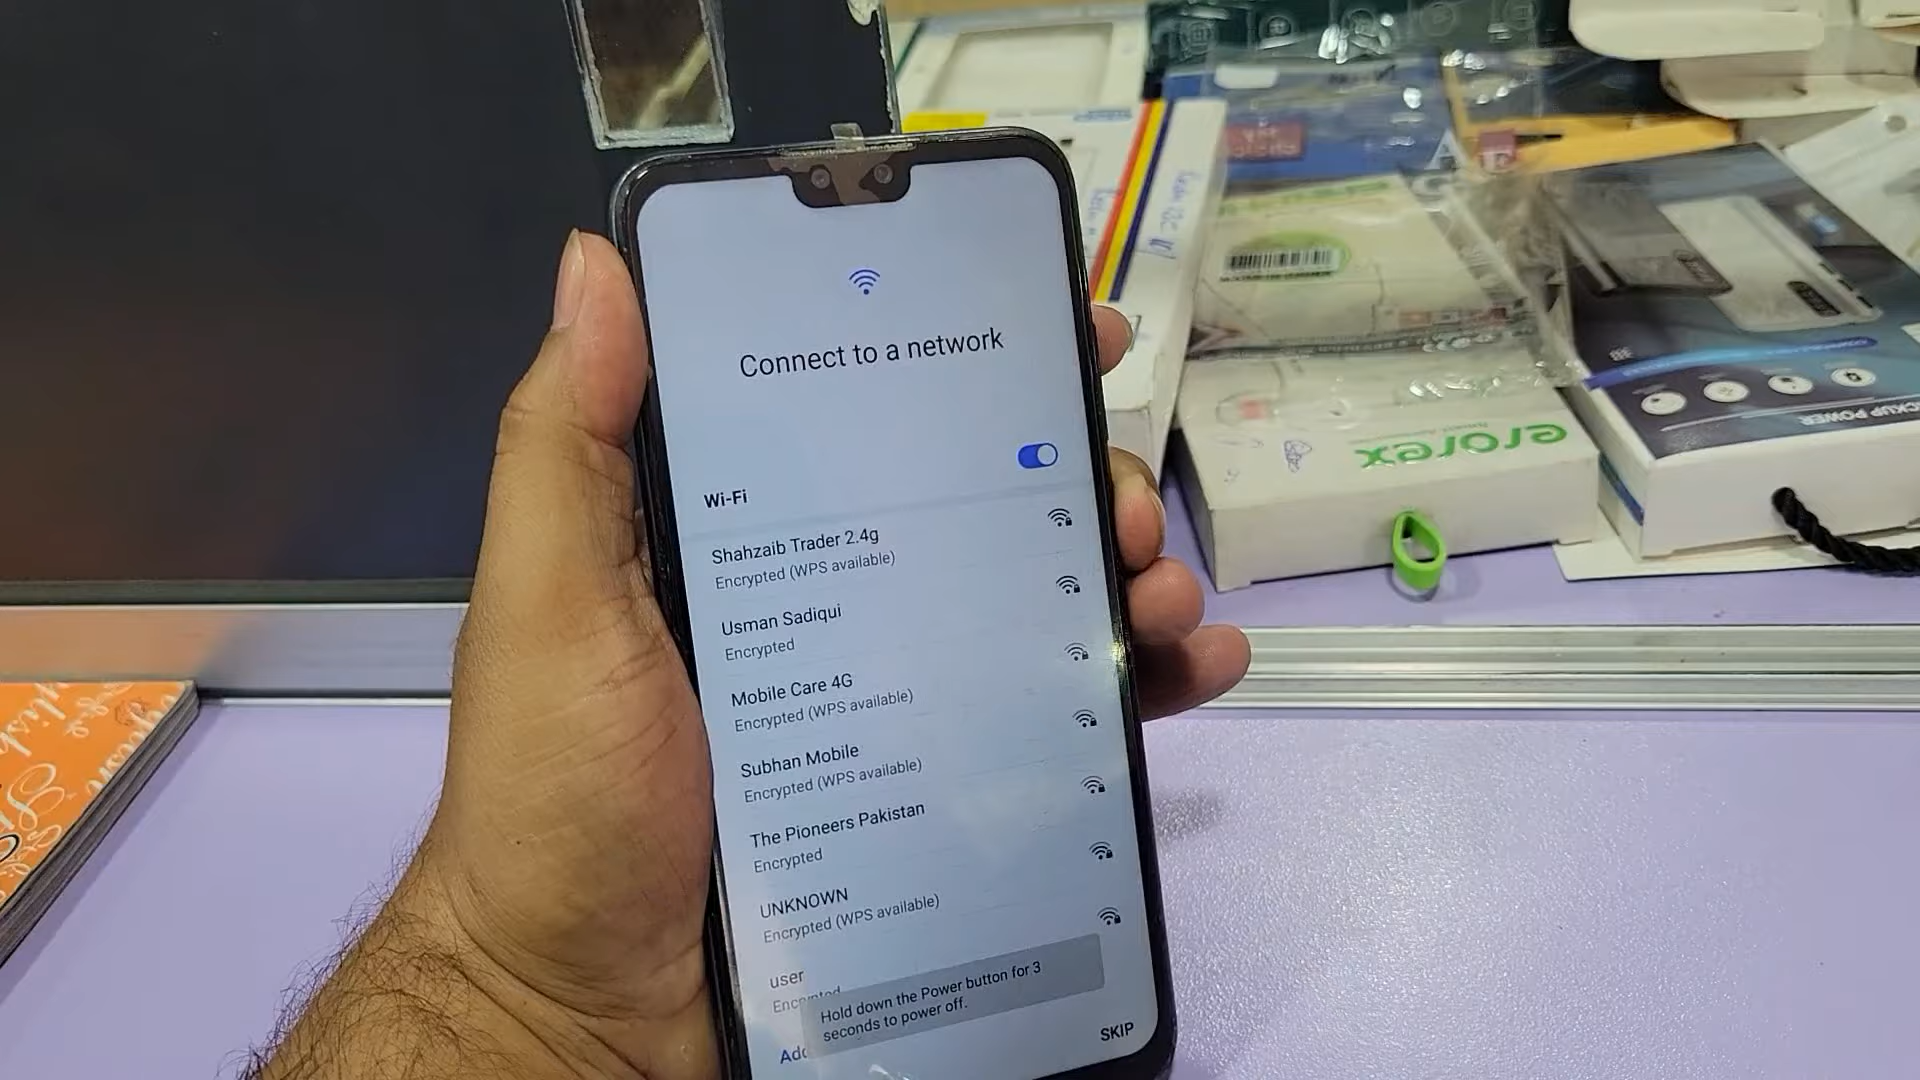 Connect to a network
Wi-Fi
Shahzaib Trader 2.4g
Encrypted (WPS available)
Usman Sadiqui
Encrypted
Mobile Care 4G
Encrypted (WPS available)
Subhan Mobile
Encrypted (WPS available)
The Pioneers Pakistan
Encrypted
UNKNOWN
Encrypted (WPS available)
user
Encrypted
Hold down the Power button for 3
seconds to power off.
SKIP
erorex